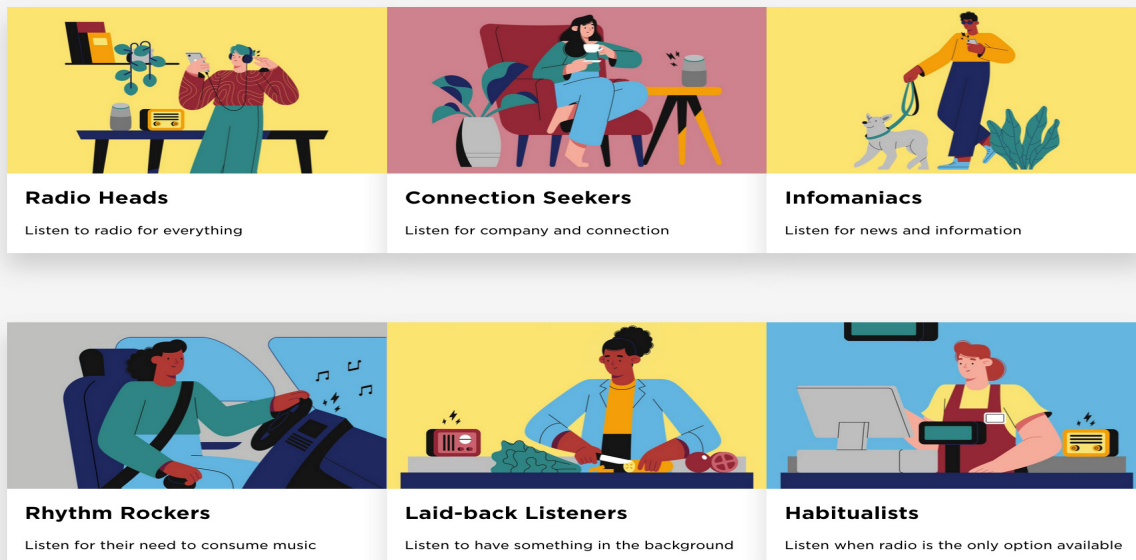 Radio Heads
Listen to radio for everything
Connection Seekers
Listen for company and connection
Infomaniacs
Listen for news and information
Rhythm Rockers
Listen for their need to consume music
Laid-back Listeners
Listen to have something in the background
Habitualists
Listen when radio is the only option available